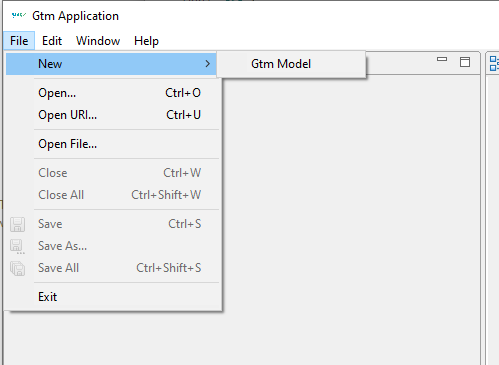 Gtm Application
File Edit Window Help
New
Gtm Model
Open... Ctrl+O
Open URI... Ctrl+U
Open File...
Close Ctrl+W
Close All Ctrl+Shift+W
Save Ctrl+S
Save As...
Save All Ctrl+Shift+S
Exit